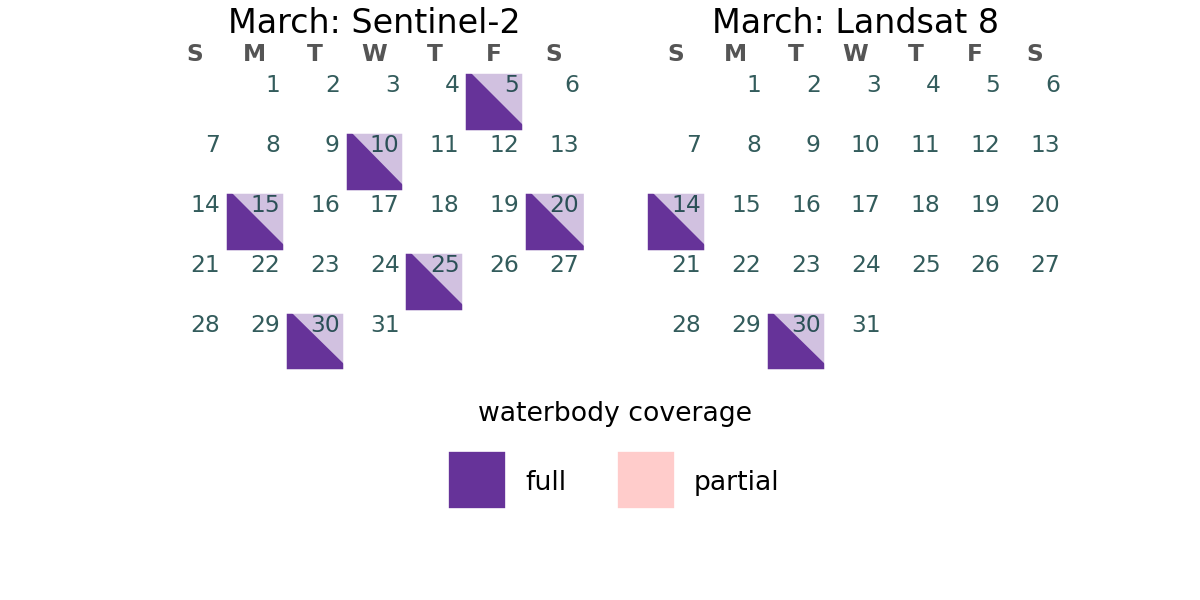 March: Sentinel-2
S M T W T F S
1 2 3 4 5 6
7 8 9 10 11 12 13
14 15 16 17 18 19 20
21 22 23 24 25 26 27
28 29 30 31
March: Landsat 8
S M T W T F S
1 2 3 4 5 6
7 8 9 10 11 12 13
14 15 16 17 18 19 20
21 22 23 24 25 26 27
28 29 30 31
waterbody coverage
full partial